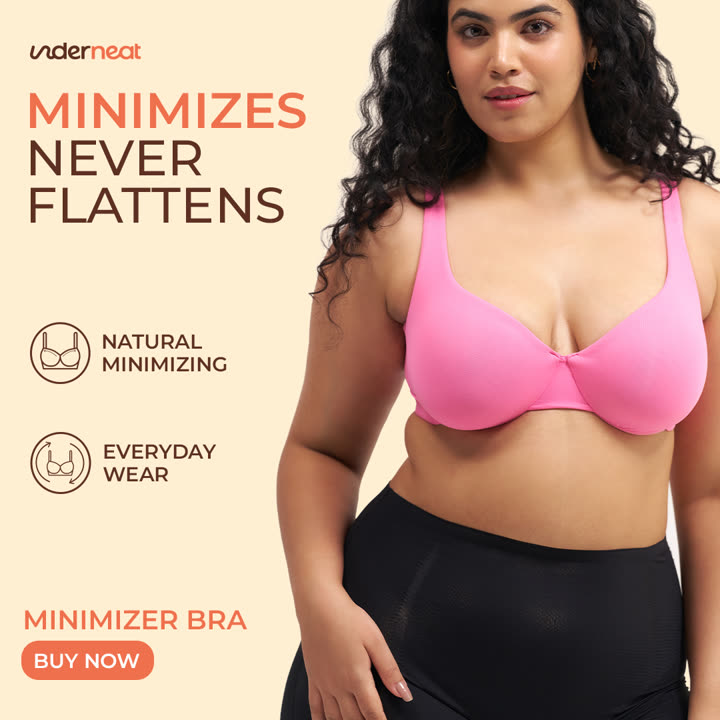 underneat
MINIMIZES
NEVER
FLATTENS
NATURAL
MINIMIZING
EVERYDAY
WEAR
MINIMIZER BRA
BUY NOW